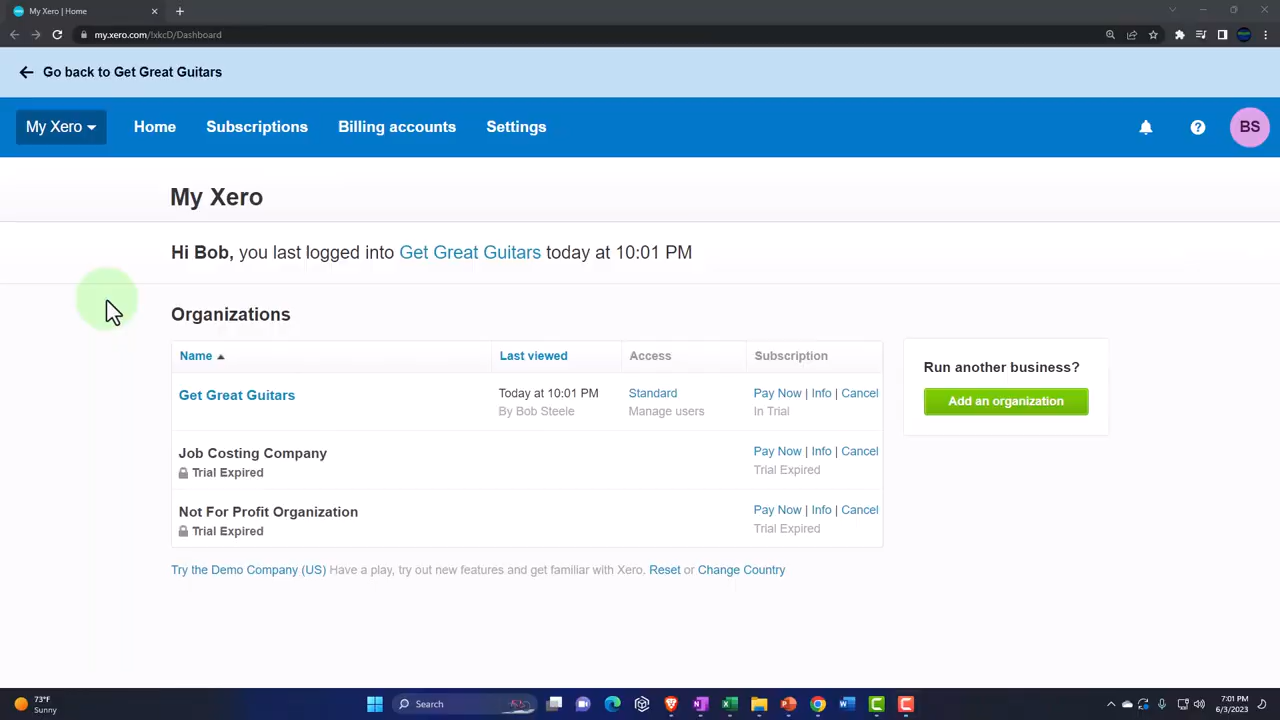 My Xero | Home
my.xero.com/!xkcD/Dashboard
Go back to Get Great Guitars
My Xero Home Subscriptions Billing accounts Settings BS
My Xero
Hi Bob, you last logged into Get Great Guitars today at 10:01 PM
Organizations
Name Last viewed Access Subscription
Get Great Guitars Today at 10:01 PM Standard Pay Now | Info | Cancel
By Bob Steele Manage users In Trial
Job Costing Company Pay Now | Info | Cancel
Trial Expired Trial Expired
Not For Profit Organization Pay Now | Info | Cancel
Trial Expired Trial Expired
Run another business?
Add an organization
Try the Demo Company (US) Have a play, try out new features and get familiar with Xero. Reset or Change Country
73°F
Sunny
Search
7:01 PM
6/3/2023